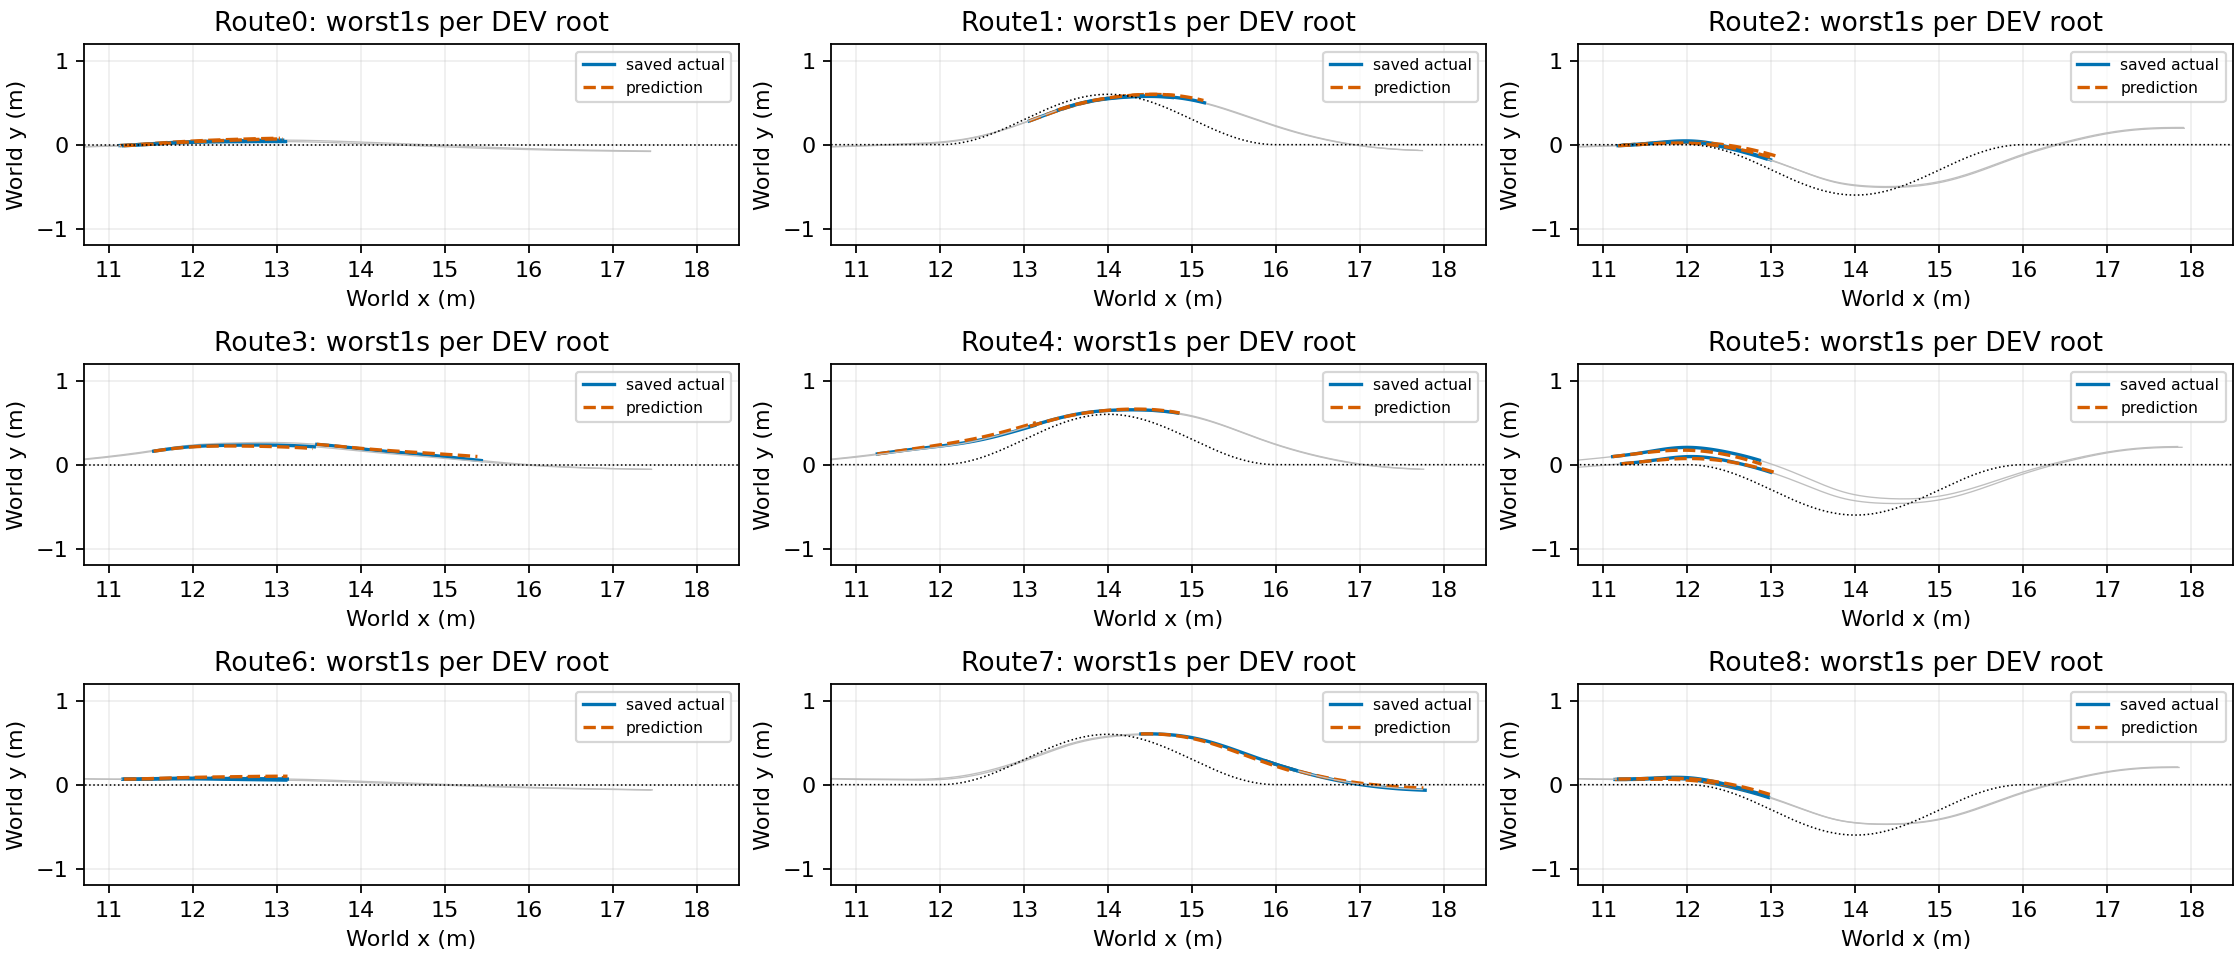 Route0: worst1s per DEV root
Route1: worst1s per DEV root
Route2: worst1s per DEV root
World y (m)
1
0
−1
saved actual
prediction
11 12 13 14 15 16 17 18
World x (m)
World y (m)
1
0
−1
saved actual
prediction
11 12 13 14 15 16 17 18
World x (m)
World y (m)
1
0
−1
saved actual
prediction
11 12 13 14 15 16 17 18
World x (m)
Route3: worst1s per DEV root
Route4: worst1s per DEV root
Route5: worst1s per DEV root
World y (m)
1
0
−1
saved actual
prediction
11 12 13 14 15 16 17 18
World x (m)
World y (m)
1
0
−1
saved actual
prediction
11 12 13 14 15 16 17 18
World x (m)
World y (m)
1
0
−1
saved actual
prediction
11 12 13 14 15 16 17 18
World x (m)
Route6: worst1s per DEV root
Route7: worst1s per DEV root
Route8: worst1s per DEV root
World y (m)
1
0
−1
saved actual
prediction
11 12 13 14 15 16 17 18
World x (m)
World y (m)
1
0
−1
saved actual
prediction
11 12 13 14 15 16 17 18
World x (m)
World y (m)
1
0
−1
saved actual
prediction
11 12 13 14 15 16 17 18
World x (m)